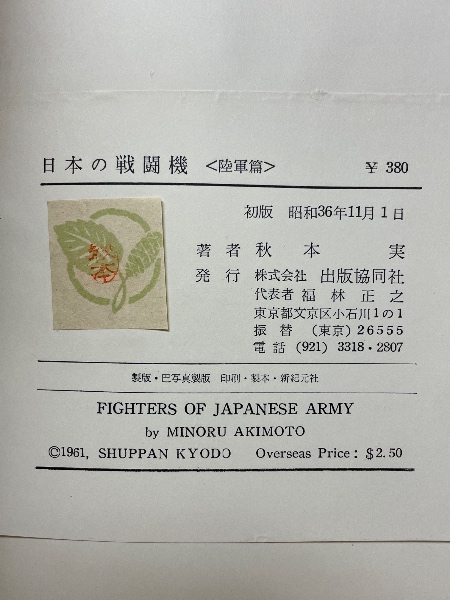 日本の戦闘機 <陸軍篇> ¥ 380
初版 昭和36年11月1日
著者 秋本 実
発行 株式会社 出版協同社
代表者 福林正之
東京都文京区小石川1の1
振替 (東京) 26555
電話 (921) 3318・2807
秋本
製版・巴写真製版 印刷・製本・新紀元社
FIGHTERS OF JAPANESE ARMY
by MINORU AKIMOTO
©1961, SHUPPAN KYODO Overseas Price: $2.50